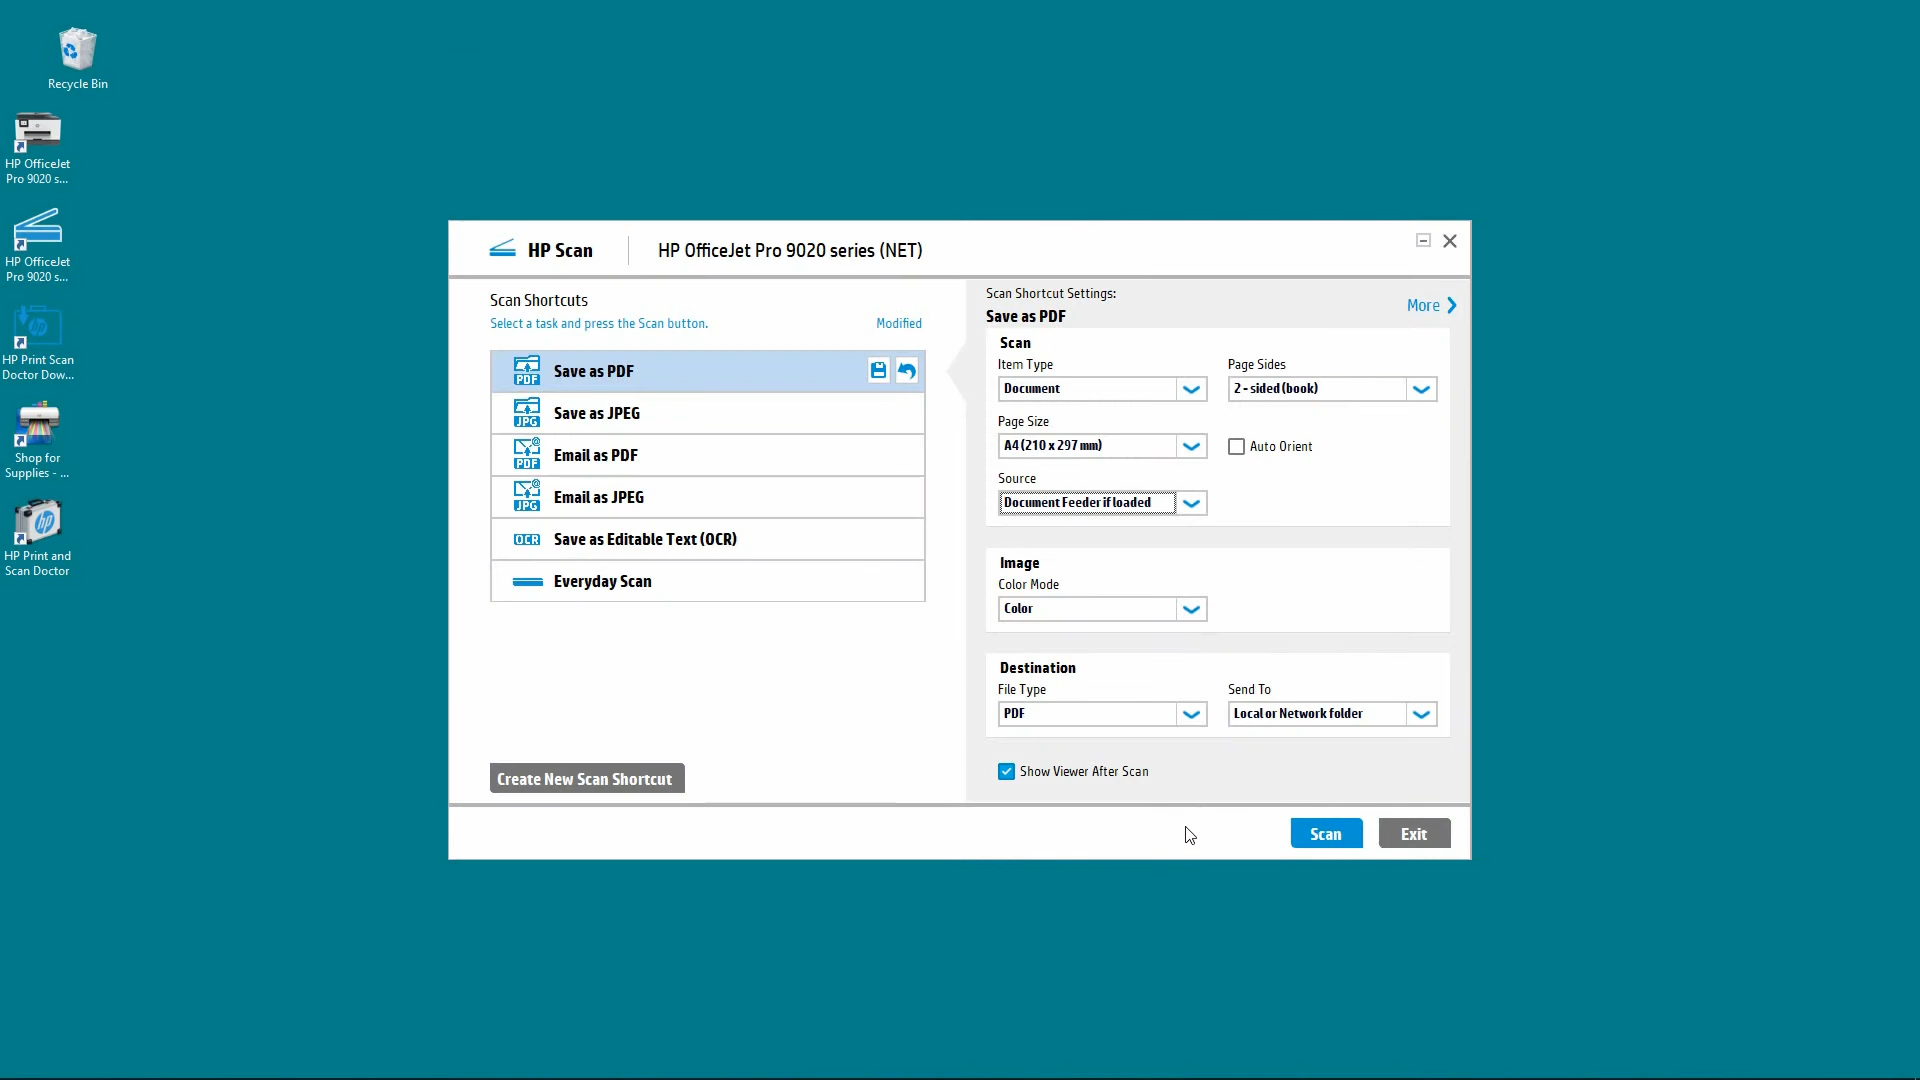 Recycle Bin
HP OfficeJet
Pro 9020 s...
HP OfficeJet
Pro 9020 s...
HP Print Scan
Doctor Dow...
Shop for
Supplies - ...
HP Print and
Scan Doctor
HP Scan
HP OfficeJet Pro 9020 series (NET)
Scan Shortcuts
Select a task and press the Scan button.
Modified
PDF Save as PDF
JPG Save as JPEG
PDF Email as PDF
JPG Email as JPEG
OCR Save as Editable Text (OCR)
Everyday Scan
Create New Scan Shortcut
Scan Shortcut Settings:
More
Save as PDF
Scan
Item Type
Page Sides
Document
2 - sided (book)
Page Size
A4 (210 x 297 mm)
Auto Orient
Source
Document Feeder if loaded
Image
Color Mode
Color
Destination
File Type
Send To
PDF
Local or Network folder
Show Viewer After Scan
Scan
Exit